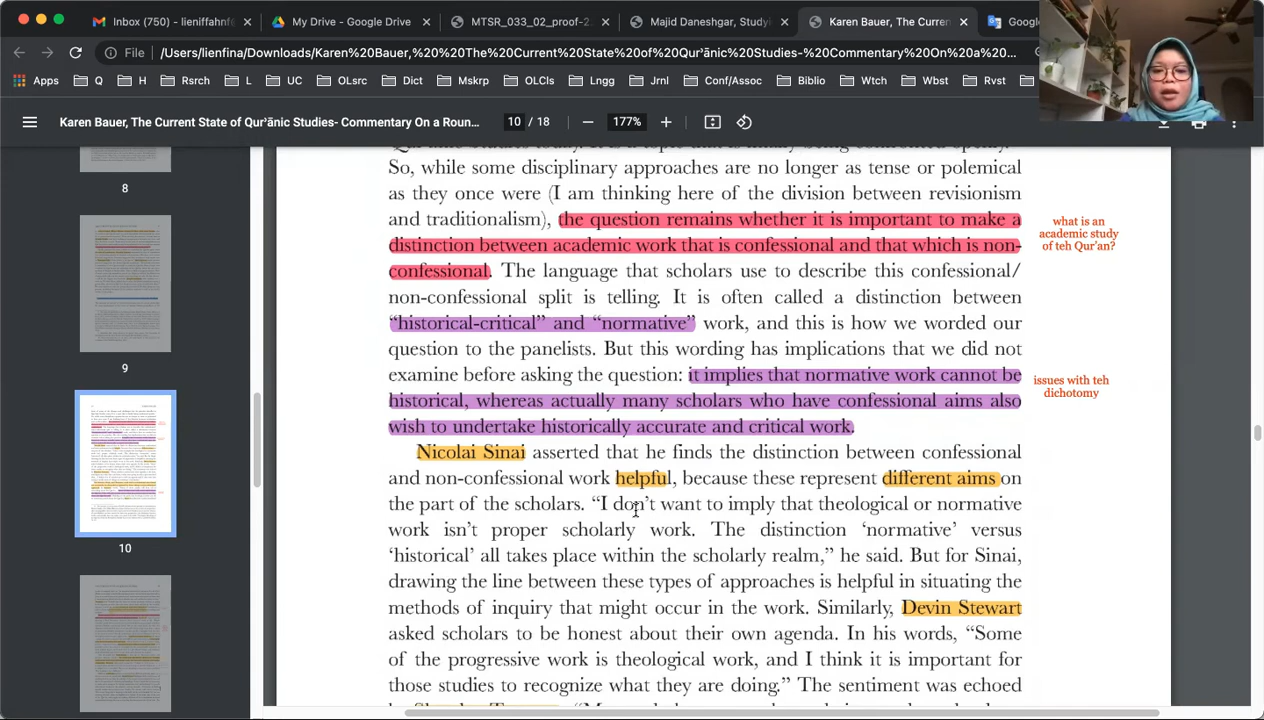 Inbox (750) - lieniffahnf
My Drive - Google Drive
MTSR_033_02_proof-2
Majid Daneshgar, Study
Karen Bauer, The Curren
Goog
File
/Users/lienfina/Downloads/Karen%20Bauer,%20%20The%20Current%20State%20of%20Qurʾānic%20Studies-%20Commentary%20On%20a%20...
Apps Q H Rsrch L UC OLsrc Dict Msk OLCls Lngg Jrnl Conf/Assoc Biblio Wtch Wbst Rvst
Karen Bauer, The Current State of Qurʾānic Studies- Commentary On a Ro...
10 / 18
177%
8
9
10
So, while some disciplinary approaches are no longer as tense or polemical
as they once were (I am thinking here of the division between revisionism
and traditionalism), the question remains whether it is important to make a
distinction between academic work that is confessional and that which is non-
confessional. The language that scholars use to describe this confessional/
non-confessional split is telling. It is often called a distinction between
“historical-critical” and “normative” work, and this is how we worded our
question to the panelists. But this wording has implications that we did not
examine before asking the question: it implies that normative work cannot be
historical, whereas actually many scholars who have confessional aims also
wish to undertake historically accurate and critical work.
Nicolai Sinai asserted that he finds the distinction between confessional
and non-confessional work helpful, because these represent different aims on
the part of the scholars. “I don’t want to imply that theological or normative
work isn’t proper scholarly work. The distinction ‘normative’ versus
‘historical’ all takes place within the scholarly realm,” he said. But for Sinai,
drawing the line between these types of approaches is helpful in situating the
methods of inquiry that might occur in the work. Similarly, Devin Stewart
asked scholars to be honest about their own agenda. In his words, “Some
of the progressive work is theological work, and I think it is important for
those studies to recognize what they are doing.” The sentiment was echoed
what is an
academic study
of teh Qur'an?
issues with teh
dichotomy